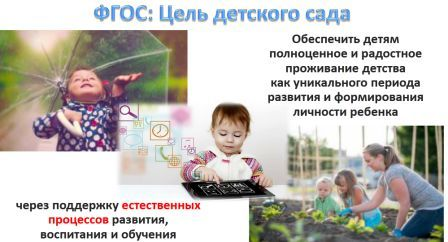 ФГОС: Цель детского сада
Обеспечить детям
полноценное и радостное
проживание детства
как уникального периода
развития и формирования
личности ребенка
через поддержку естественных
процессов развития,
воспитания и обучения